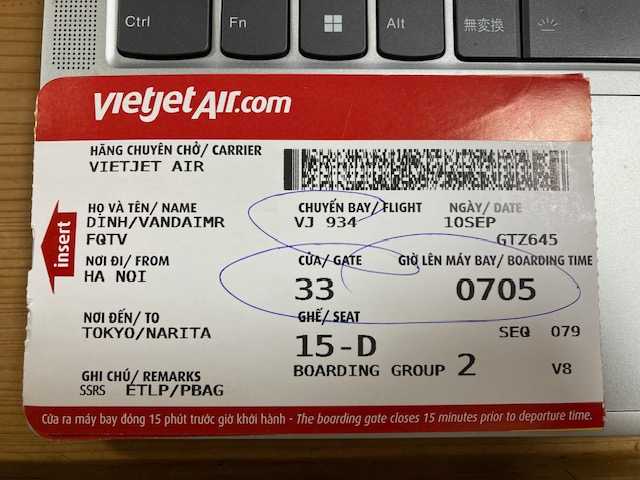 Ctrl
Fn
Alt
無変換
vietjetAir.com
HÃNG CHUYÊN CHỞ/ CARRIER
VIETJET AIR
HỌ VÀ TÊN/ NAME
DINH/VANDAIMR
FQTV
CHUYẾN BAY/ FLIGHT
VJ 934
NGÀY/ DATE
10SEP
GTZ645
insert
NƠI ĐI/ FROM
HA NOI
CỬA/ GATE
33
GIỜ LÊN MÁY BAY/ BOARDING TIME
0705
NƠI ĐẾN/ TO
TOKYO/NARITA
GHẾ/ SEAT
15-D
SEQ 079
BOARDING GROUP 2
V8
GHI CHÚ/ REMARKS
SSRS ETLP/PBAG
Cửa ra máy bay đóng 15 phút trước giờ khởi hành - The boarding gate closes 15 minutes prior to departure time.